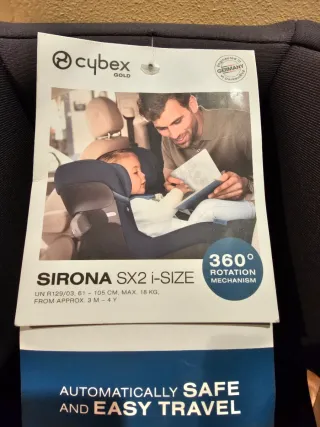 cybex
GOLD
GERMANY
360°
ROTATION
MECHANISM
SIRONA SX2 i-SIZE
UN R129/03, 61 – 105 CM, MAX. 18 KG,
FROM APPROX. 3 M – 4 Y
AUTOMATICALLY SAFE
AND EASY TRAVEL